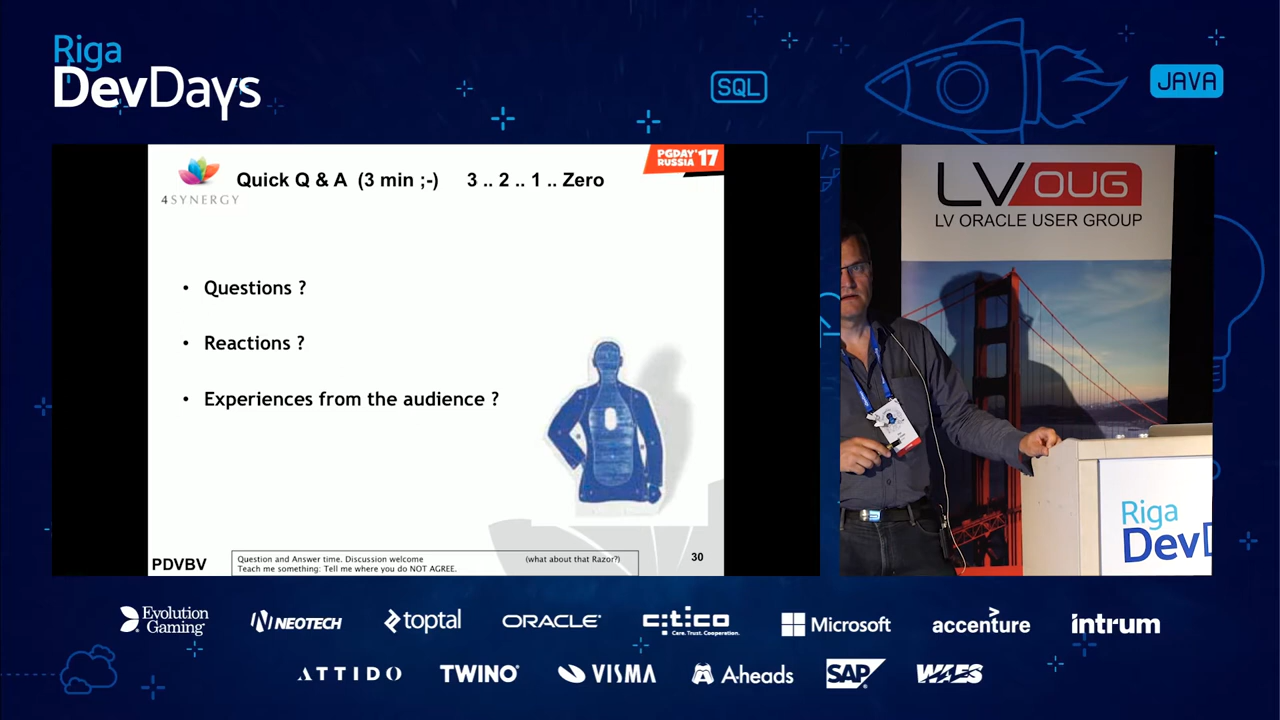 Riga
DevDays
SQL
JAVA
</>
PGDAY'17
RUSSIA
4SYNERGY
Quick Q & A (3 min ;-) 3 .. 2 .. 1 .. Zero
• Questions ?
• Reactions ?
• Experiences from the audience ?
PDVBV
Question and Answer time. Discussion welcome (what about that Razor?)
Teach me something: Tell me where you do NOT AGREE.
30
LVOUG
LV ORACLE USER GROUP
Riga
DevD
Evolution
Gaming
NEOTECH
toptal
ORACLE
citico
Care. Trust. Cooperation.
Microsoft
accenture
intrum
ATTIDO
TWINO
VISMA
A-heads
SAP
WAES